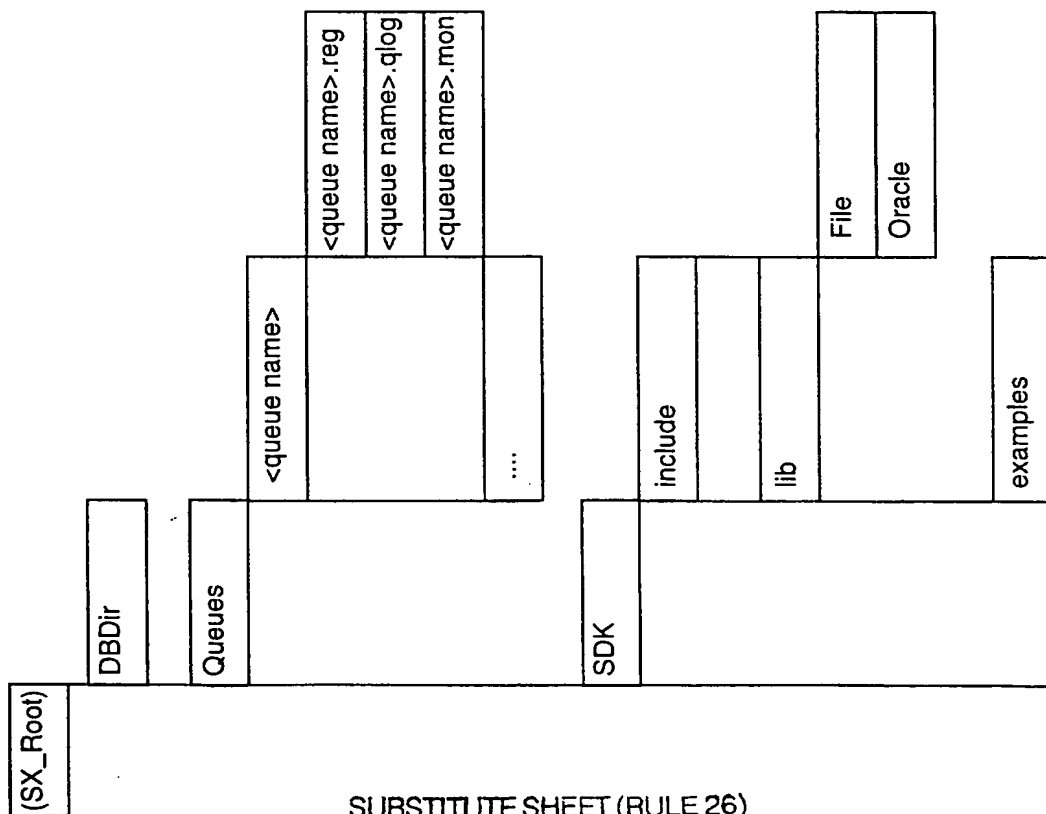 (SX_Root)
DBDir
Queues
<queue name>
<queue name>.reg
<queue name>.qlog
<queue name>.mon
....
SDK
include
lib
File
Oracle
examples
SUBSTITUTE SHEET (RULE 26)